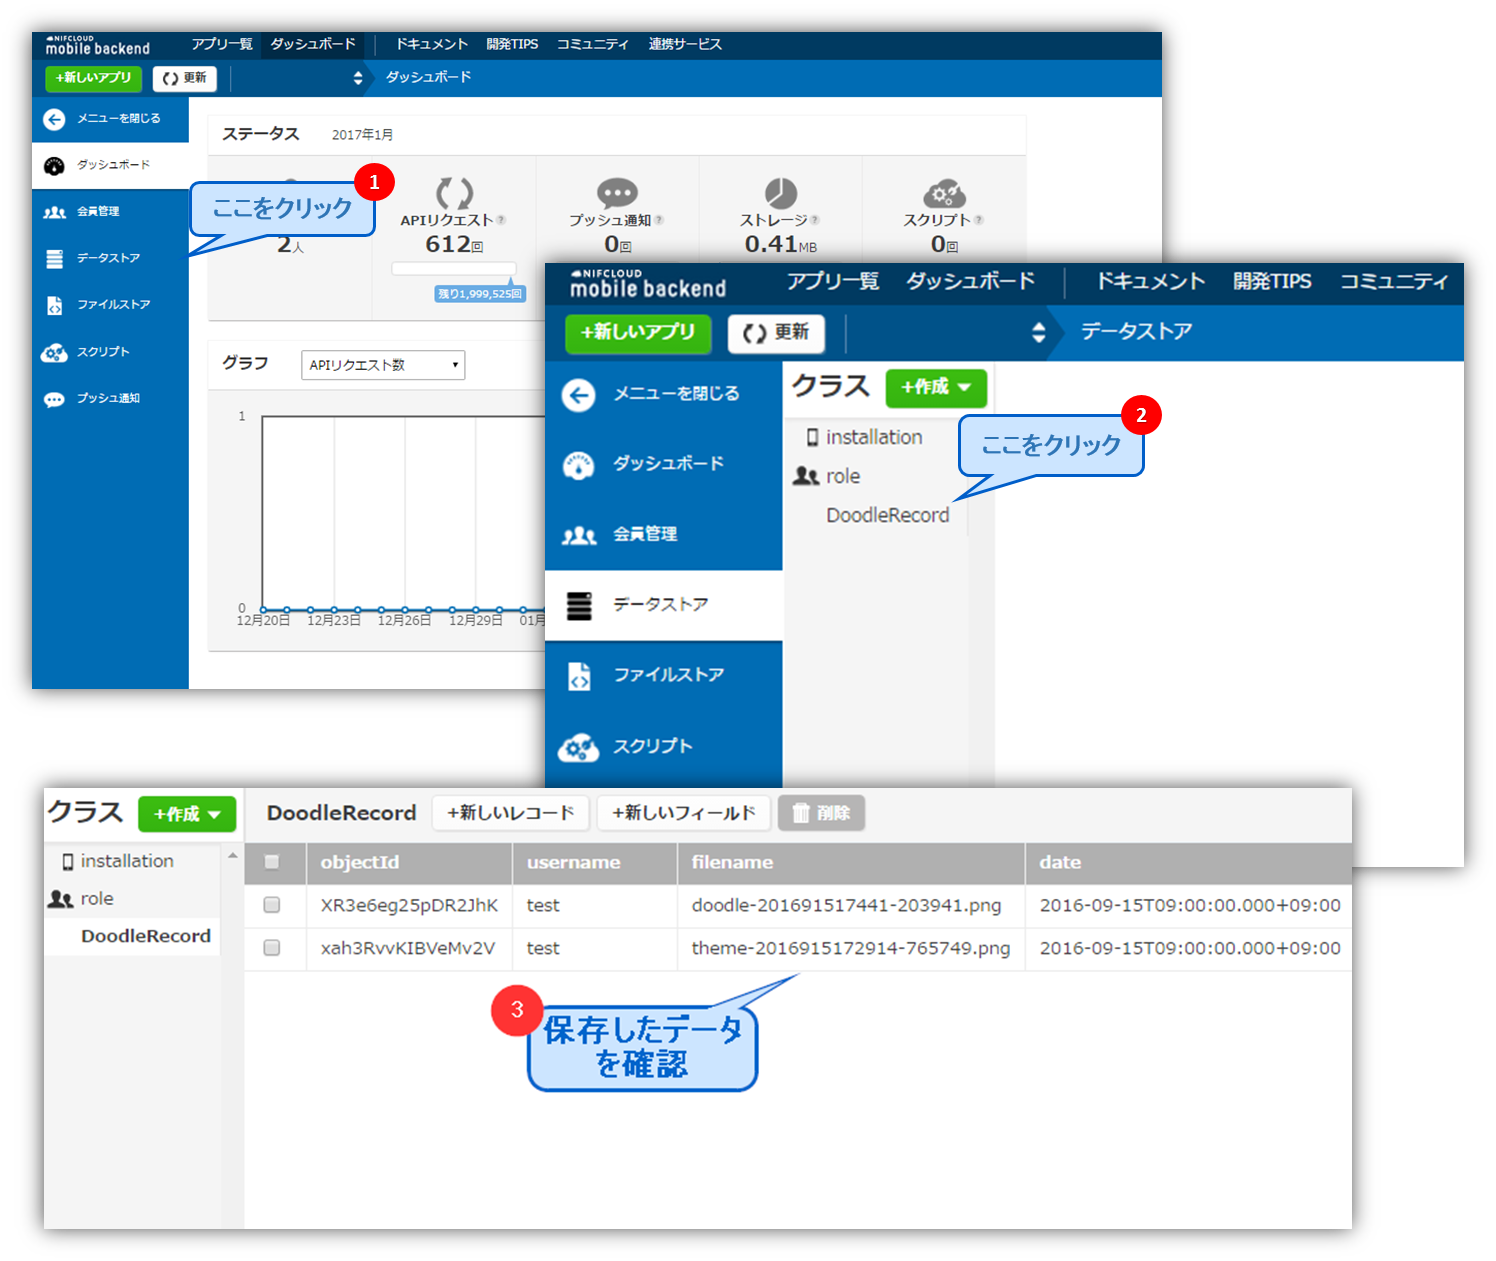 NIFCLOUD
mobile backend
アプリ一覧 ダッシュボード ドキュメント 開発TIPS コミュニティ 連携サービス
+新しいアプリ 更新 ダッシュボード
メニューを閉じる
ダッシュボード
会員管理
データストア
ファイルストア
スクリプト
プッシュ通知
ステータス 2017年1月
1
ここをクリック
2人
APIリクエスト ?
612回
残り1,999,525回
プッシュ通知 ?
0回
ストレージ ?
0.41MB
スクリプト ?
0回
グラフ APIリクエスト数
1
0
12月20日 12月23日 12月26日 12月29日 01月
NIFCLOUD
mobile backend
アプリ一覧 ダッシュボード ドキュメント 開発TIPS コミュニティ
+新しいアプリ 更新 データストア
メニューを閉じる
ダッシュボード
会員管理
データストア
ファイルストア
スクリプト
クラス +作成
installation
role
DoodleRecord
2
ここをクリック
クラス +作成
installation
role
DoodleRecord
DoodleRecord +新しいレコード +新しいフィールド 削除
objectId username filename date
XR3e6eg25pDR2JhK test doodle-201691517441-203941.png 2016-09-15T09:00:00.000+09:00
xah3RvvKIBVeMv2V test theme-2016915172914-765749.png 2016-09-15T09:00:00.000+09:00
3
保存したデータ
を確認